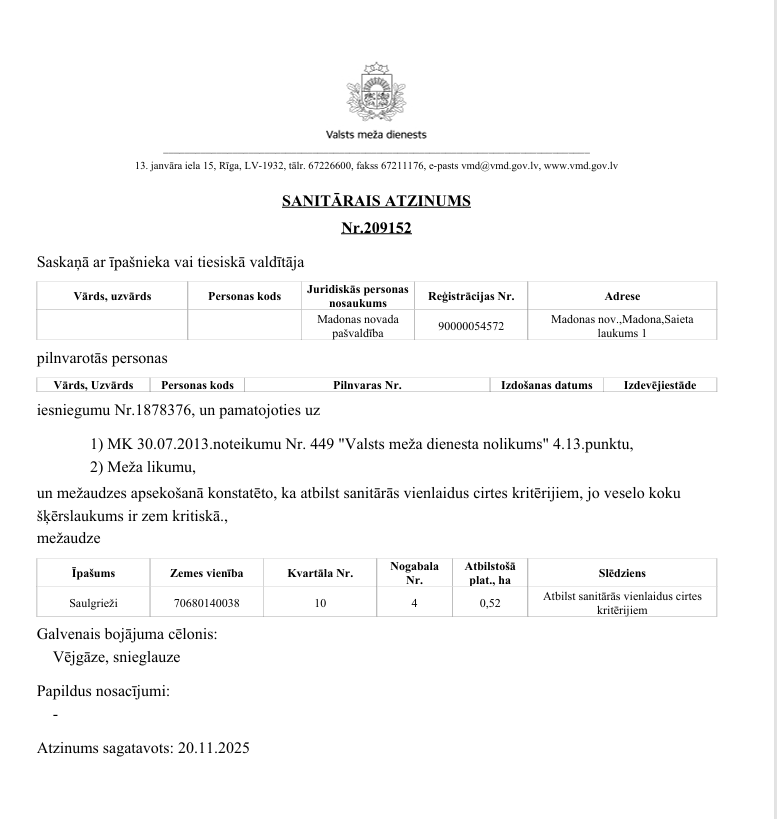 Valsts meža dienests
13. janvāra iela 15, Rīga, LV-1932, tālr. 67226600, fakss 67211176, e-pasts vmd@vmd.gov.lv, www.vmd.gov.lv
SANITĀRAIS ATZINUMS
Nr.209152
Saskaņā ar īpašnieka vai tiesiskā valdītāja
Vārds, uzvārds Personas kods Juridiskās personas nosaukums Reģistrācijas Nr. Adrese
Madonas novada pašvaldība 90000054572 Madonas nov.,Madona,Saieta laukums 1
pilnvarotās personas
Vārds, Uzvārds Personas kods Pilnvaras Nr. Izdošanas datums Izdevējiestāde
iesniegumu Nr.1878376, un pamatojoties uz
1) MK 30.07.2013.noteikumu Nr. 449 "Valsts meža dienesta nolikums" 4.13.punktu,
2) Meža likumu,
un mežaudzes apsekošanā konstatēto, ka atbilst sanitārās vienlaidus cirtes kritērijiem, jo veselo koku
šķērslaukums ir zem kritiskā.,
mežaudze
Īpašums Zemes vienība Kvartāla Nr. Nogabala Nr. Atbilstošā plat., ha Slēdziens
Saulgrieži 70680140038 10 4 0,52 Atbilst sanitārās vienlaidus cirtes kritērijiem
Galvenais bojājuma cēlonis:
Vējgāze, snieglauze
Papildus nosacījumi:
-
Atzinums sagatavots: 20.11.2025